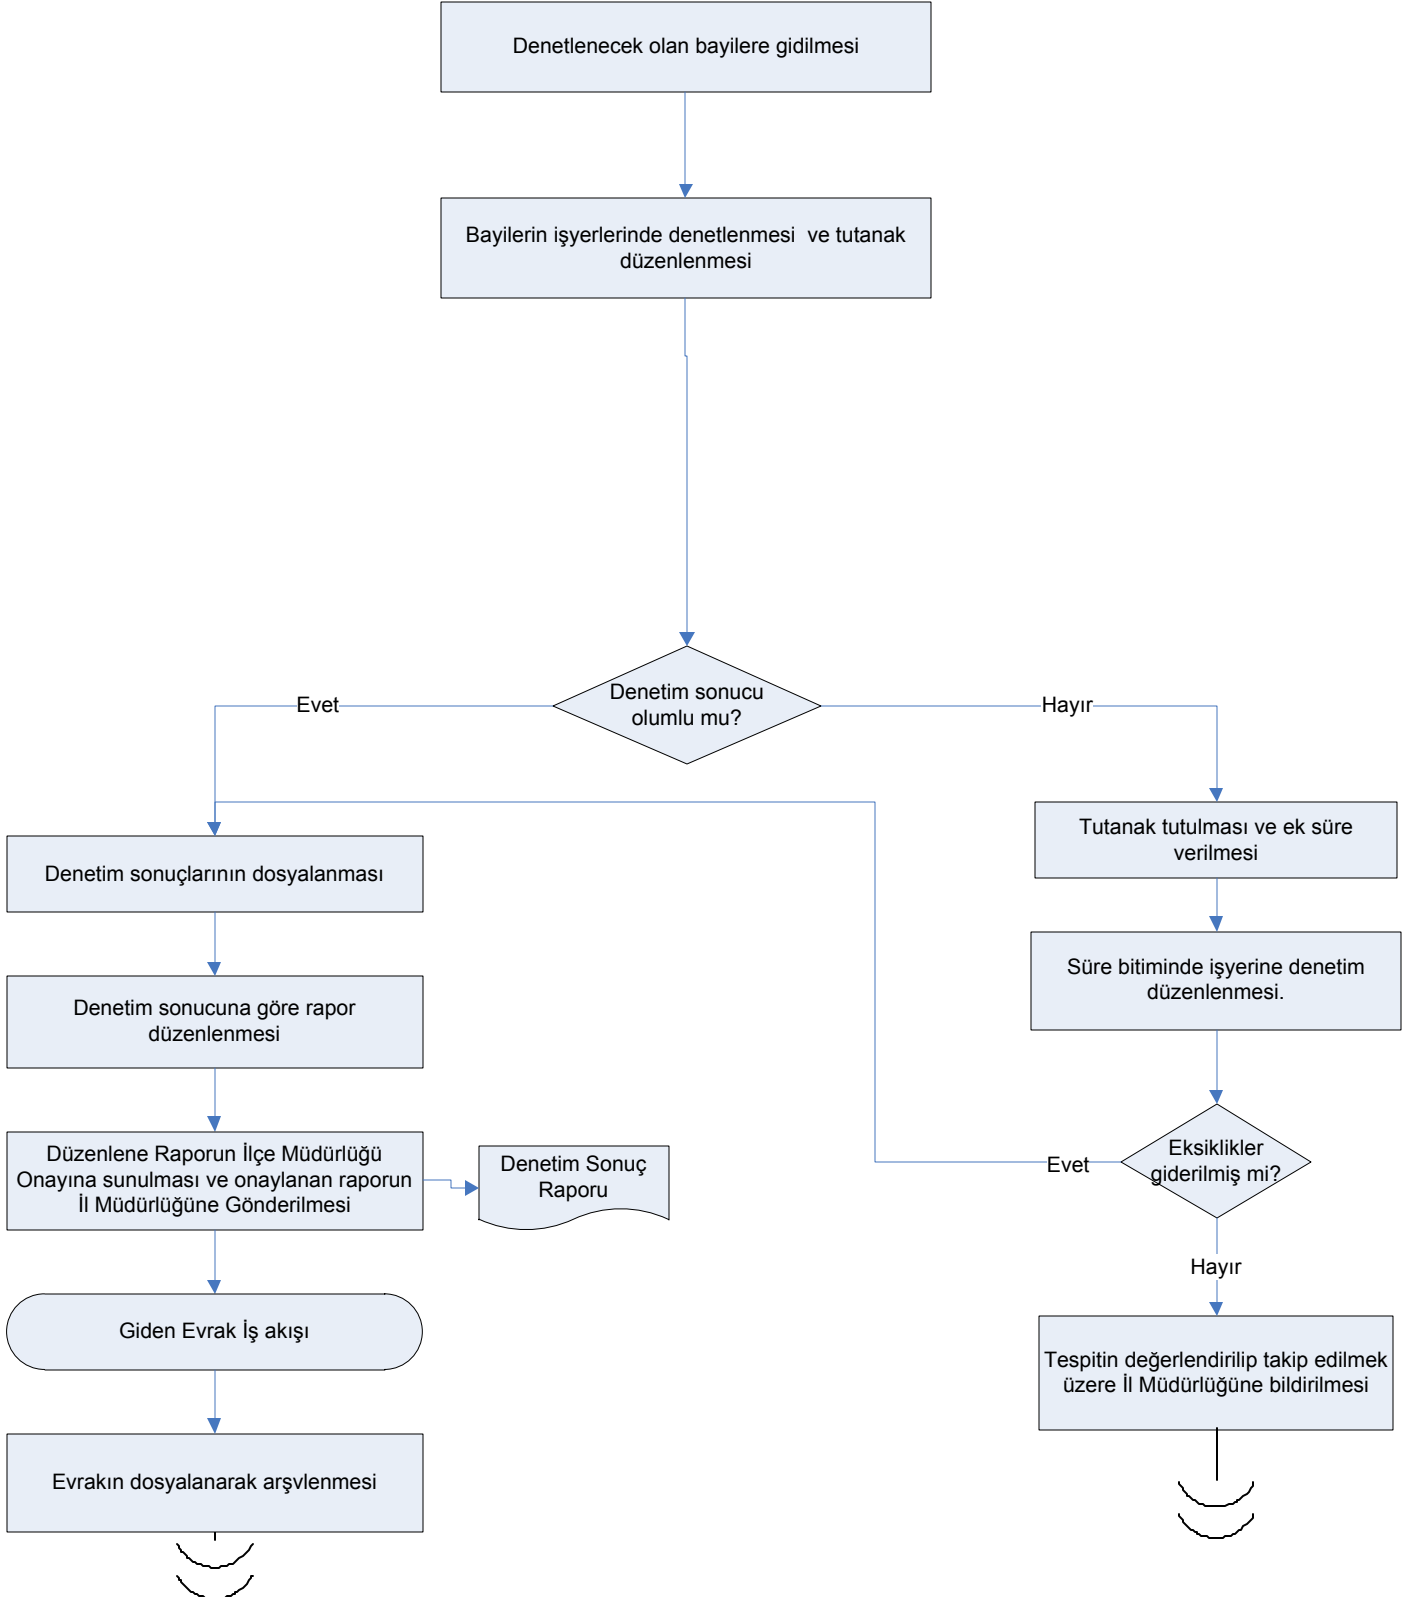 Denetlenecek olan bayilere gidilmesi
Bayilerin işyerlerinde denetlenmesi  ve tutanak
düzenlenmesi
Denetim sonucu
olumlu mu?
Evet
Hayır
Denetim sonuçlarının dosyalanması
Tutanak tutulması ve ek süre
verilmesi
Denetim sonucuna göre rapor
düzenlenmesi
Süre bitiminde işyerine denetim
düzenlenmesi.
Düzenlene Raporun İlçe Müdürlüğü
Onayına sunulması ve onaylanan raporun
İl Müdürlüğüne Gönderilmesi
Denetim Sonuç
Raporu
Evet
Eksiklikler
giderilmiş mi?
Hayır
Giden Evrak İş akışı
Tespitin değerlendirilip takip edilmek
üzere İl Müdürlüğüne bildirilmesi
Evrakın dosyalanarak arşvlenmesi